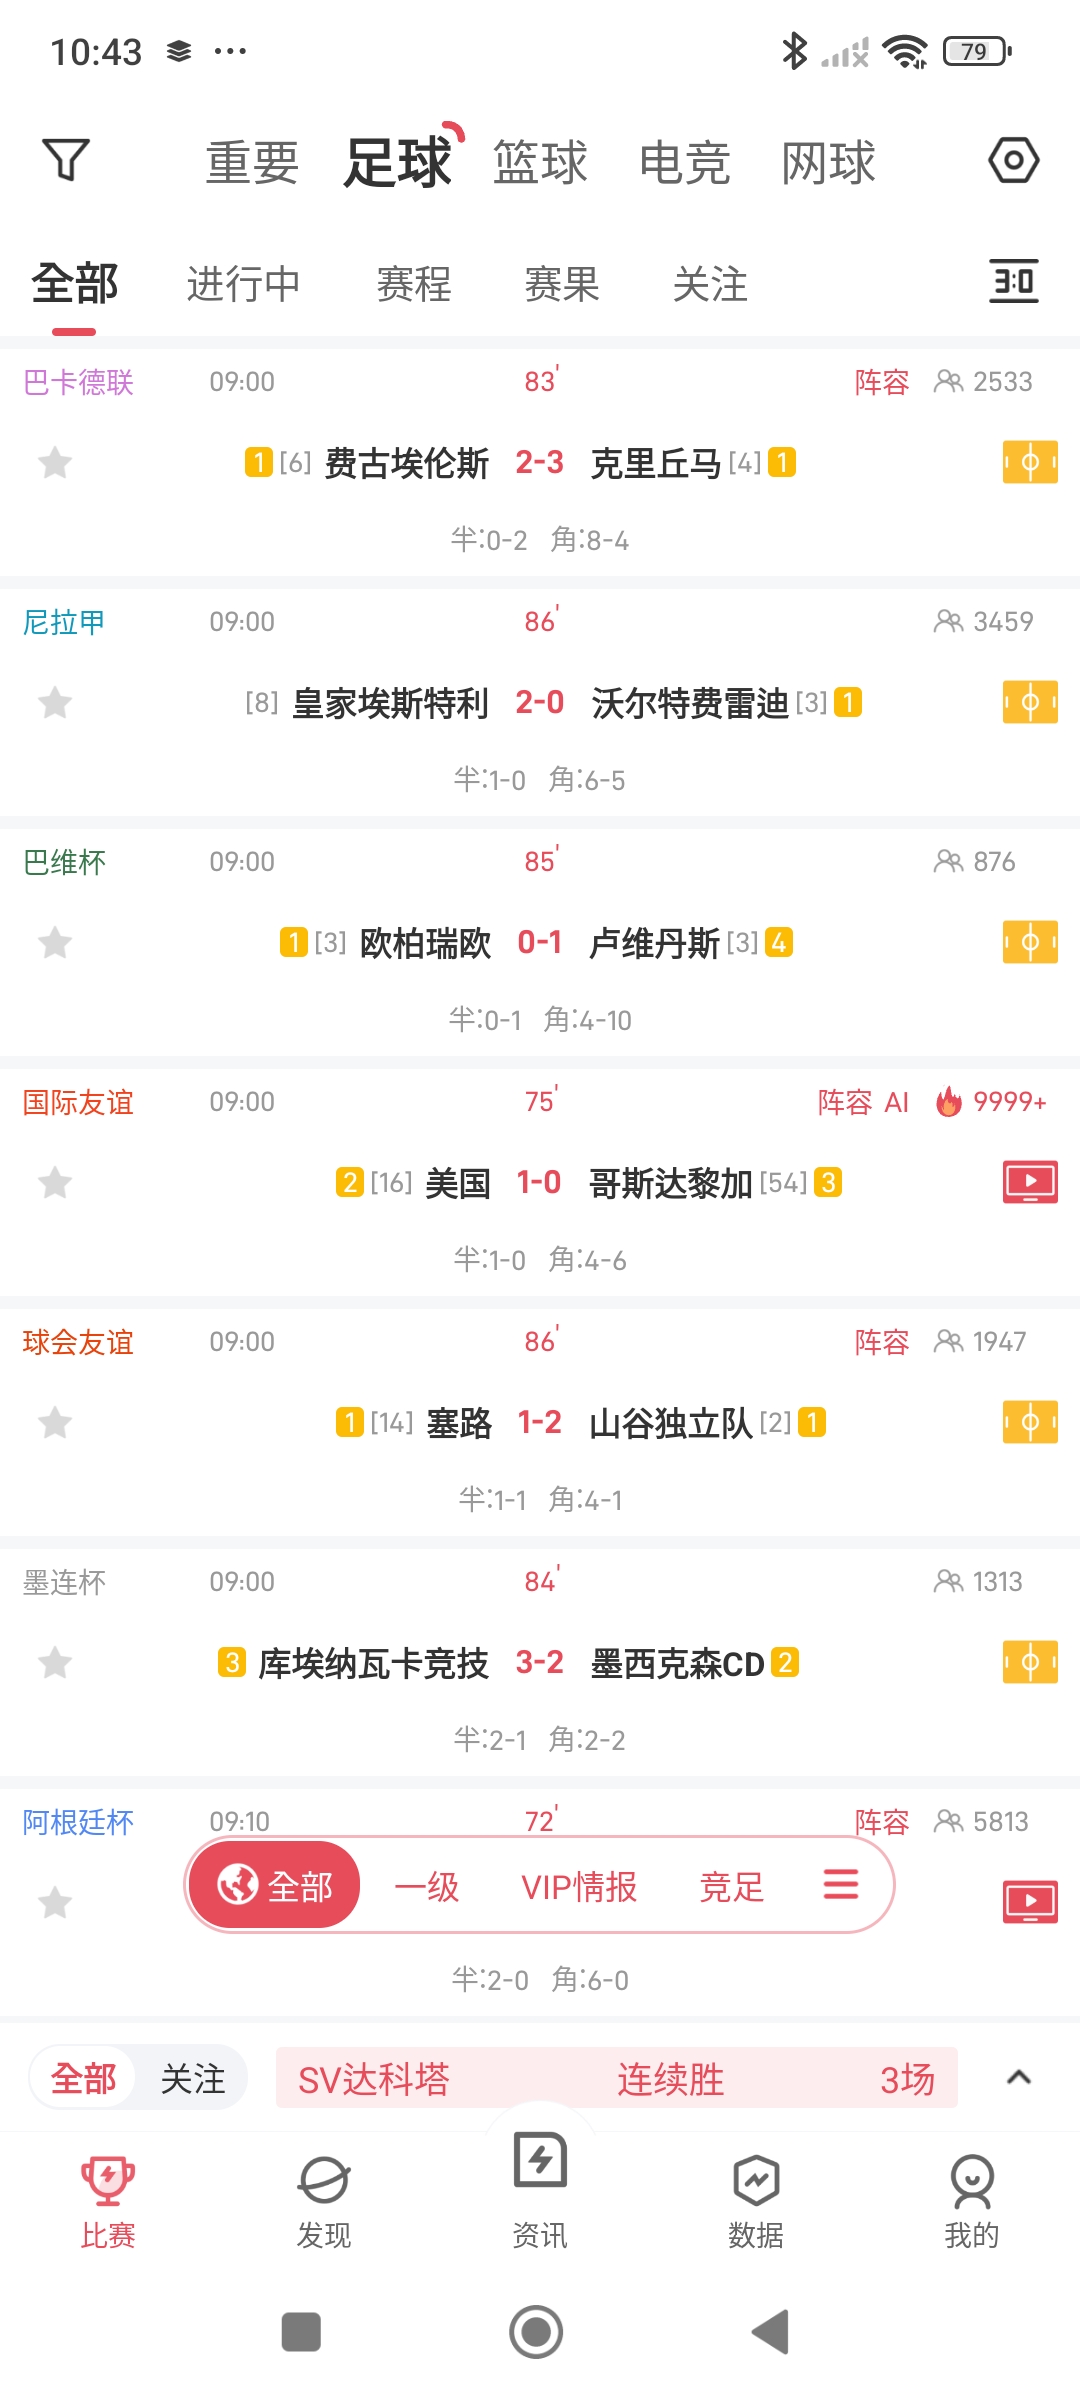 10:43 79
重要 足球 篮球 电竞 网球
全部 进行中 赛程 赛果 关注 3:0
巴卡德联 09:00 83' 阵容 2533
1 [6] 费古埃伦斯 2-3 克里丘马 [4] 1
半:0-2 角:8-4
尼拉甲 09:00 86' 3459
[8] 皇家埃斯特利 2-0 沃尔特费雷迪 [3] 1
半:1-0 角:6-5
巴维杯 09:00 85' 876
1 [3] 欧柏瑞欧 0-1 卢维丹斯 [3] 4
半:0-1 角:4-10
国际友谊 09:00 75' 阵容 AI 9999+
2 [16] 美国 1-0 哥斯达黎加 [54] 3
半:1-0 角:4-6
球会友谊 09:00 86' 阵容 1947
1 [14] 塞路 1-2 山谷独立队 [2] 1
半:1-1 角:4-1
墨连杯 09:00 84' 1313
3 库埃纳瓦卡竞技 3-2 墨西克森CD 2
半:2-1 角:2-2
阿根廷杯 09:10 72' 阵容 5813
全部 一级 VIP情报 竞足
半:2-0 角:6-0
全部 关注 SV达科塔 连续胜 3场
比赛 发现 资讯 数据 我的